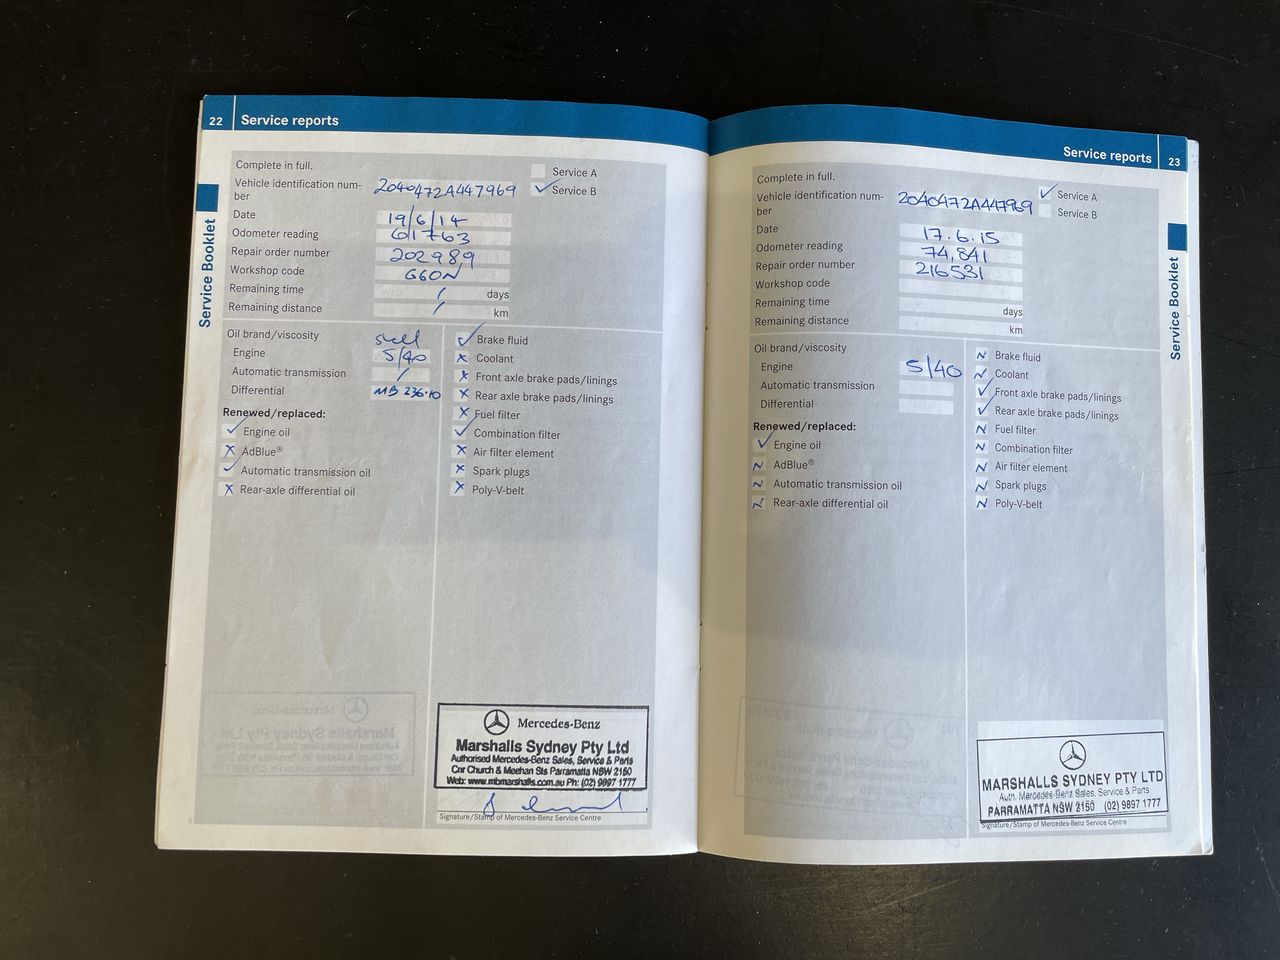 22 Service reports
Complete in full.
Service A
Vehicle identification num-
ber
2040472A447969
Service B
Date 19/6/14
Odometer reading 61763
Repair order number 202989
Workshop code G60N
Remaining time / days
Remaining distance / km
Oil brand/viscosity Shell
Engine 5/40
Automatic transmission /
Differential MB 236.10
Renewed/replaced:
Engine oil
AdBlue®
Automatic transmission oil
Rear-axle differential oil
Brake fluid
Coolant
Front axle brake pads/linings
Rear axle brake pads/linings
Fuel filter
Combination filter
Air filter element
Spark plugs
Poly-V-belt
Mercedes-Benz
Marshalls Sydney Pty Ltd
Authorised Mercedes-Benz Sales, Service & Parts
Cnr Church & Meehan Sts Parramatta NSW 2150
Web: www.mbmarshalls.com.au Ph: (02) 9897 1777
Signature/Stamp of Mercedes-Benz Service Centre
Service Booklet
Service reports 23
Complete in full.
Vehicle identification num-
ber
2040472A447969
Service A
Service B
Date 17.6.15
Odometer reading 74,841
Repair order number 216531
Workshop code
Remaining time days
Remaining distance km
Oil brand/viscosity
Engine 5/40
Automatic transmission
Differential
Renewed/replaced:
Engine oil
AdBlue®
Automatic transmission oil
Rear-axle differential oil
Brake fluid
Coolant
Front axle brake pads/linings
Rear axle brake pads/linings
Fuel filter
Combination filter
Air filter element
Spark plugs
Poly-V-belt
MARSHALLS SYDNEY PTY LTD
Auth. Mercedes-Benz Sales, Service & Parts
PARRAMATTA NSW 2150 (02) 9897 1777
Signature/Stamp of Mercedes-Benz Service Centre
Service Booklet